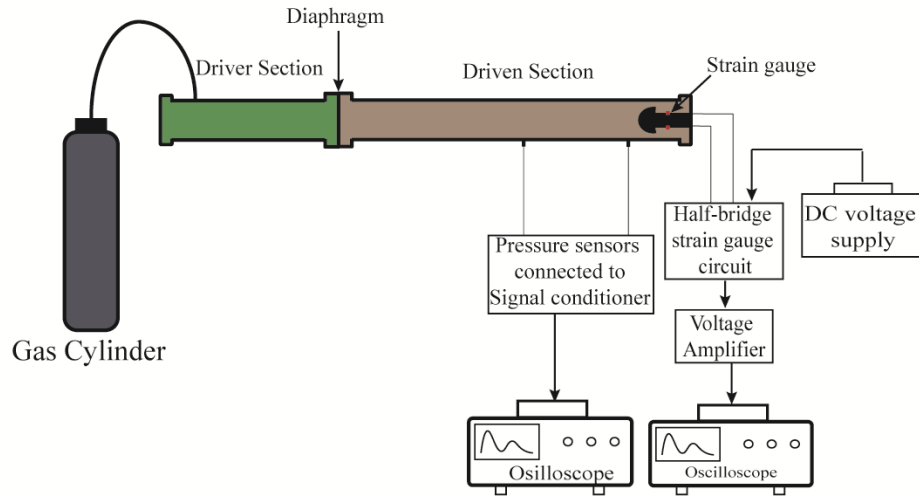 Diaphragm
Driver Section
Driven Section
Strain gauge
Gas Cylinder
Pressure sensors
connected to
Signal conditioner
Half-bridge
strain gauge
circuit
DC voltage
supply
Voltage
Amplifier
Osilloscope
Oscilloscope